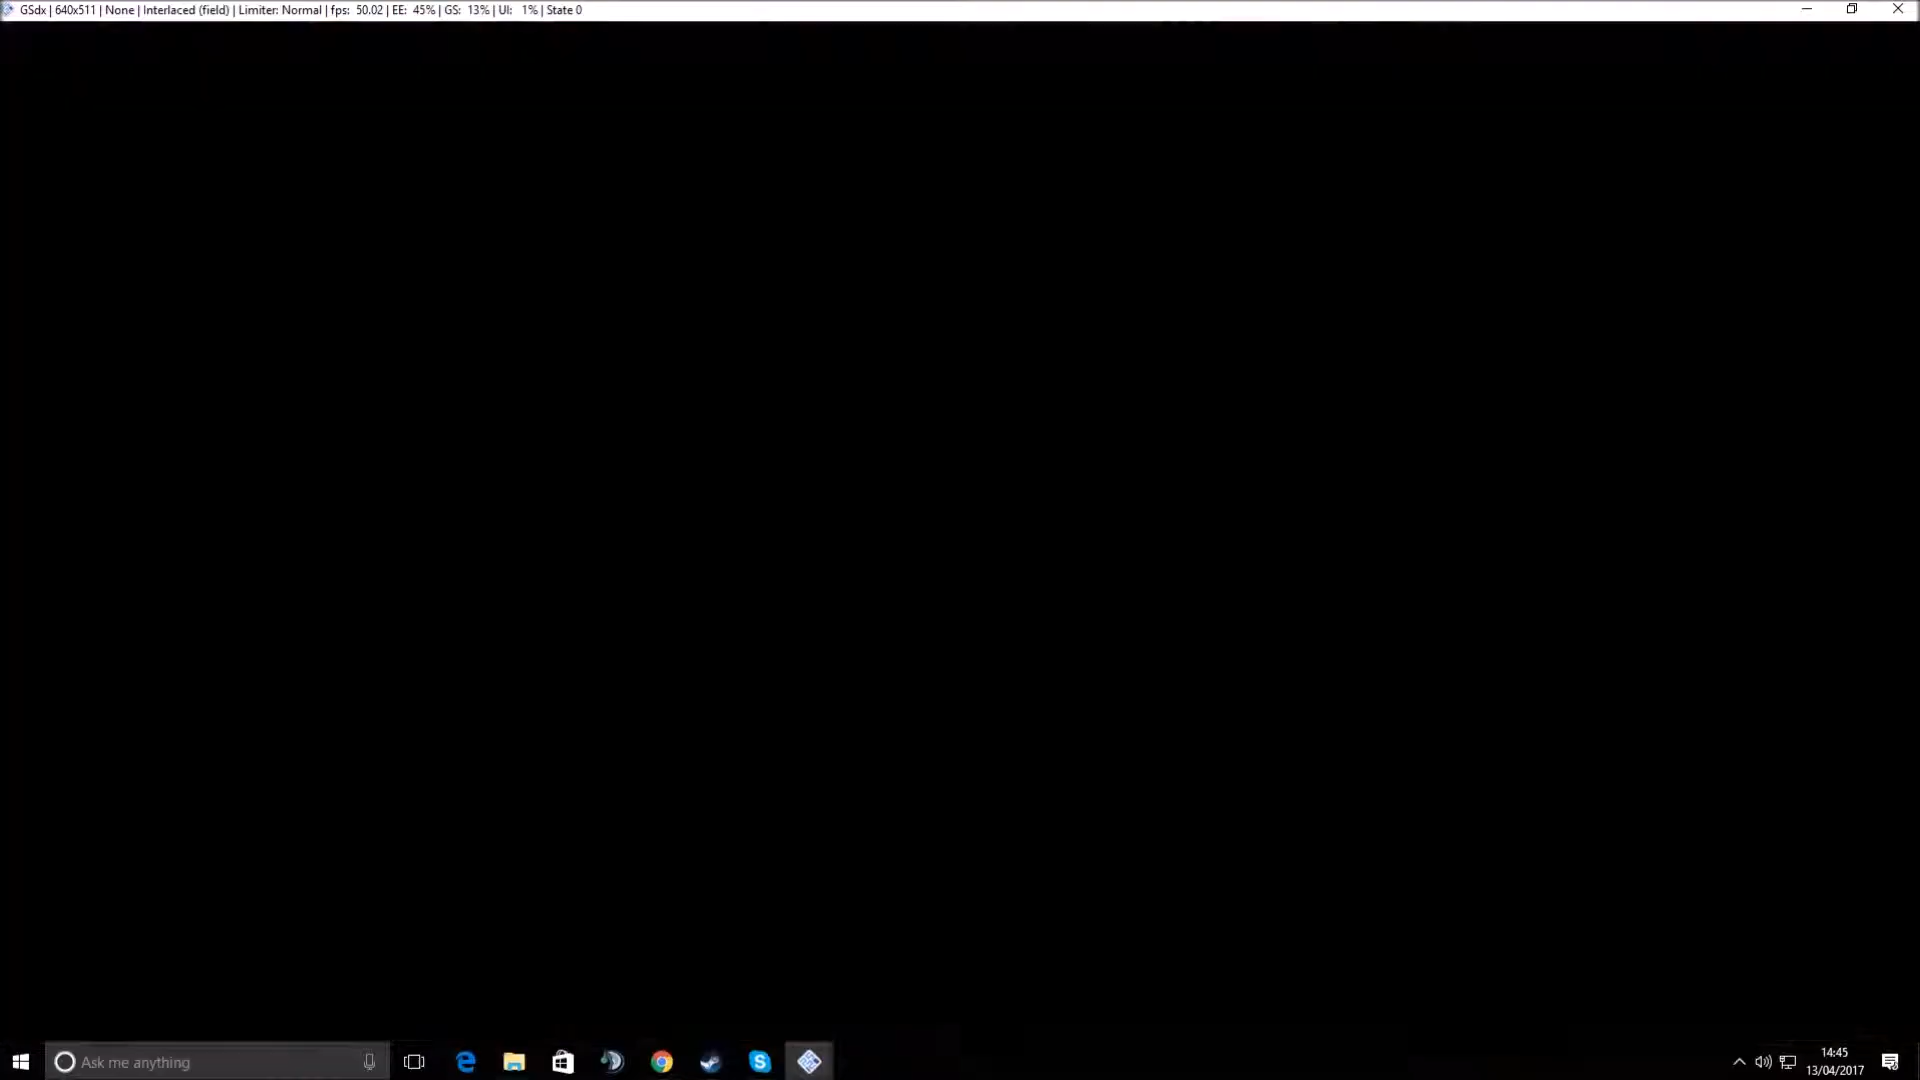 GSdx | 640x511 | None | Interlaced (field) | Limiter: Normal | fps: 50.02 | EE: 45% | GS: 13% | UI: 1% | State 0
Ask me anything
14:45
13/04/2017